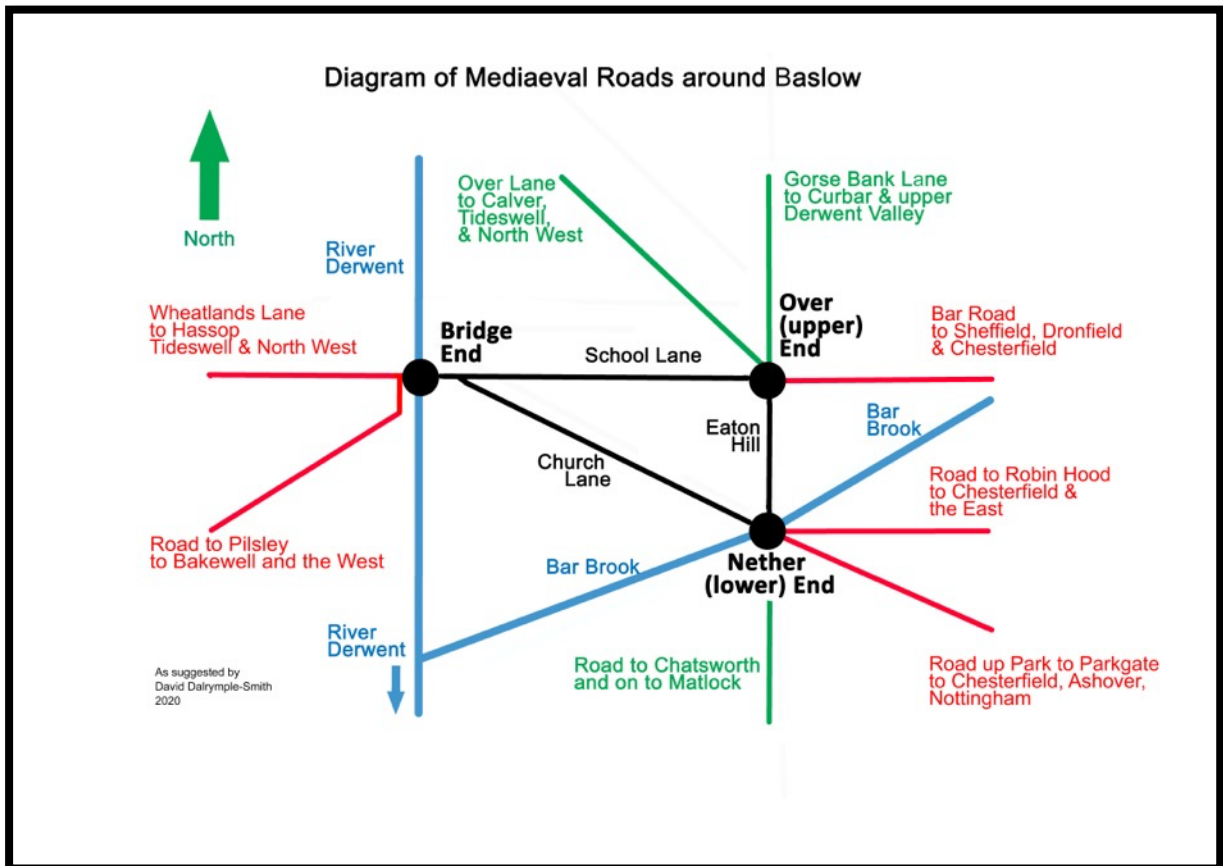 Diagram of Mediaeval Roads around Baslow
North
River
Derwent
Over Lane
to Calver,
Tideswell,
& North West
Gorse Bank Lane
to Curbar & upper
Derwent Valley
Wheatlands Lane
to Hassop
Tideswell & North West
Bridge
End
School Lane
Over
(upper)
End
Bar Road
to Sheffield, Dronfield
& Chesterfield
Eaton
Hill
Bar
Brook
Church
Lane
Road to Robin Hood
to Chesterfield &
the East
Road to Pilsley
to Bakewell and the West
Bar Brook
Nether
(lower) End
River
Derwent
Road to Chatsworth
and on to Matlock
Road up Park to Parkgate
to Chesterfield, Ashover,
Nottingham
As suggested by
David Dalrymple-Smith
2020